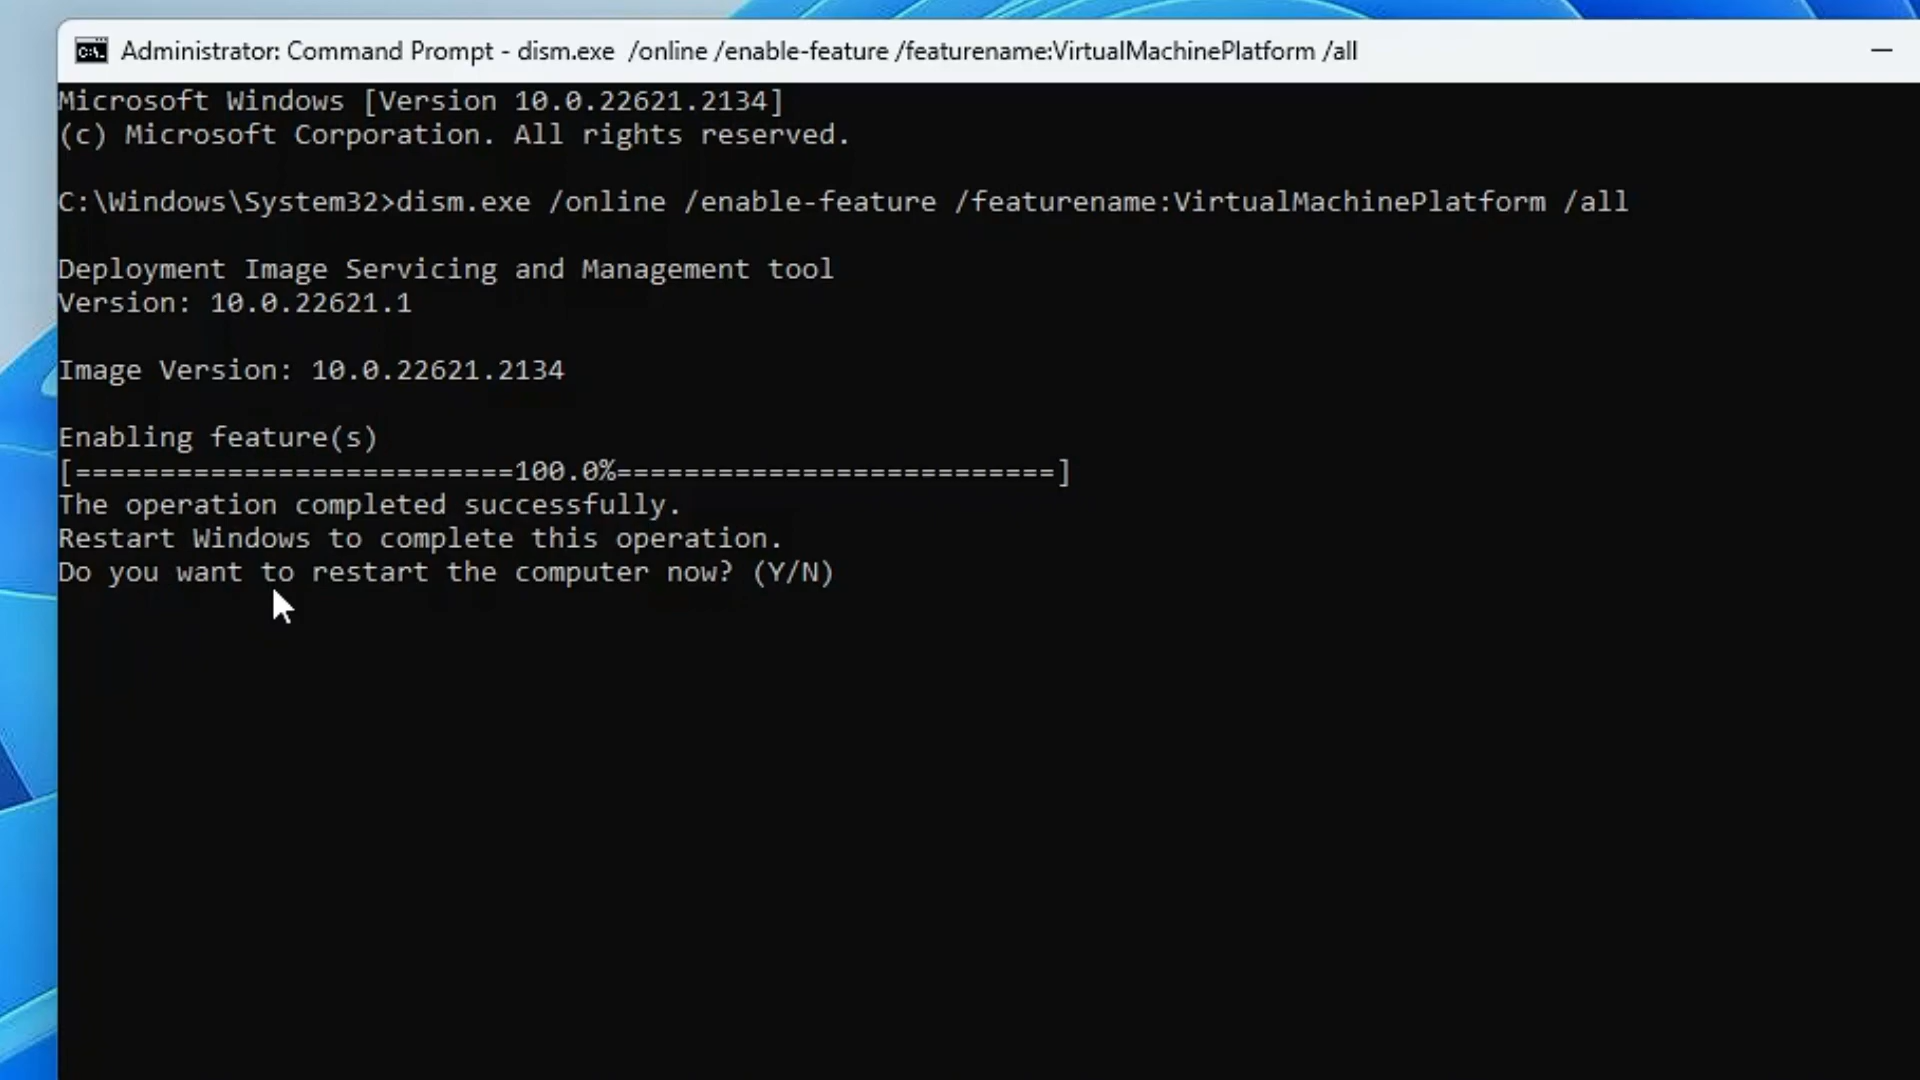 Administrator: Command Prompt - dism.exe  /online /enable-feature /featurename:VirtualMachinePlatform /all
Microsoft Windows [Version 10.0.22621.2134]
(c) Microsoft Corporation. All rights reserved.
C:\Windows\System32>dism.exe /online /enable-feature /featurename:VirtualMachinePlatform /all
Deployment Image Servicing and Management tool
Version: 10.0.22621.1
Image Version: 10.0.22621.2134
Enabling feature(s)
[==========================100.0%==========================]
The operation completed successfully.
Restart Windows to complete this operation.
Do you want to restart the computer now? (Y/N)